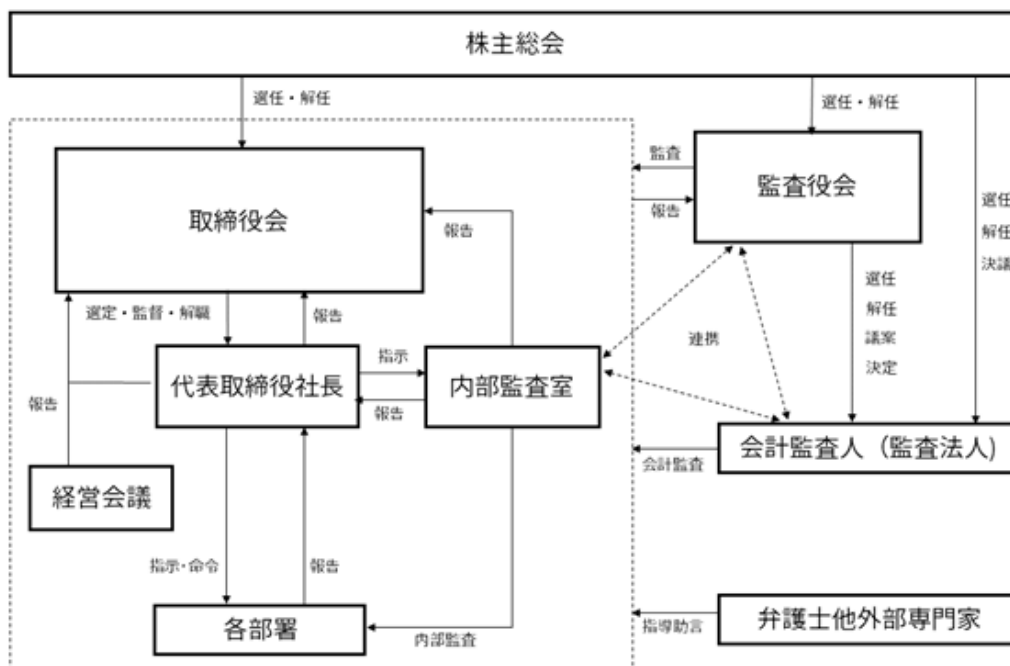 株主総会
選任・解任
選任・解任
監査
監査役会
取締役会
報告
報告
選任
解任
決議
選任
解任
議案
決定
選定・監督・解職
報告
連携
代表取締役社長
指示
内部監査室
報告
報告
会計監査人（監査法人)
会計監査
経営会議
指示・命令
報告
各部署
内部監査
指導助言
弁護士他外部専門家